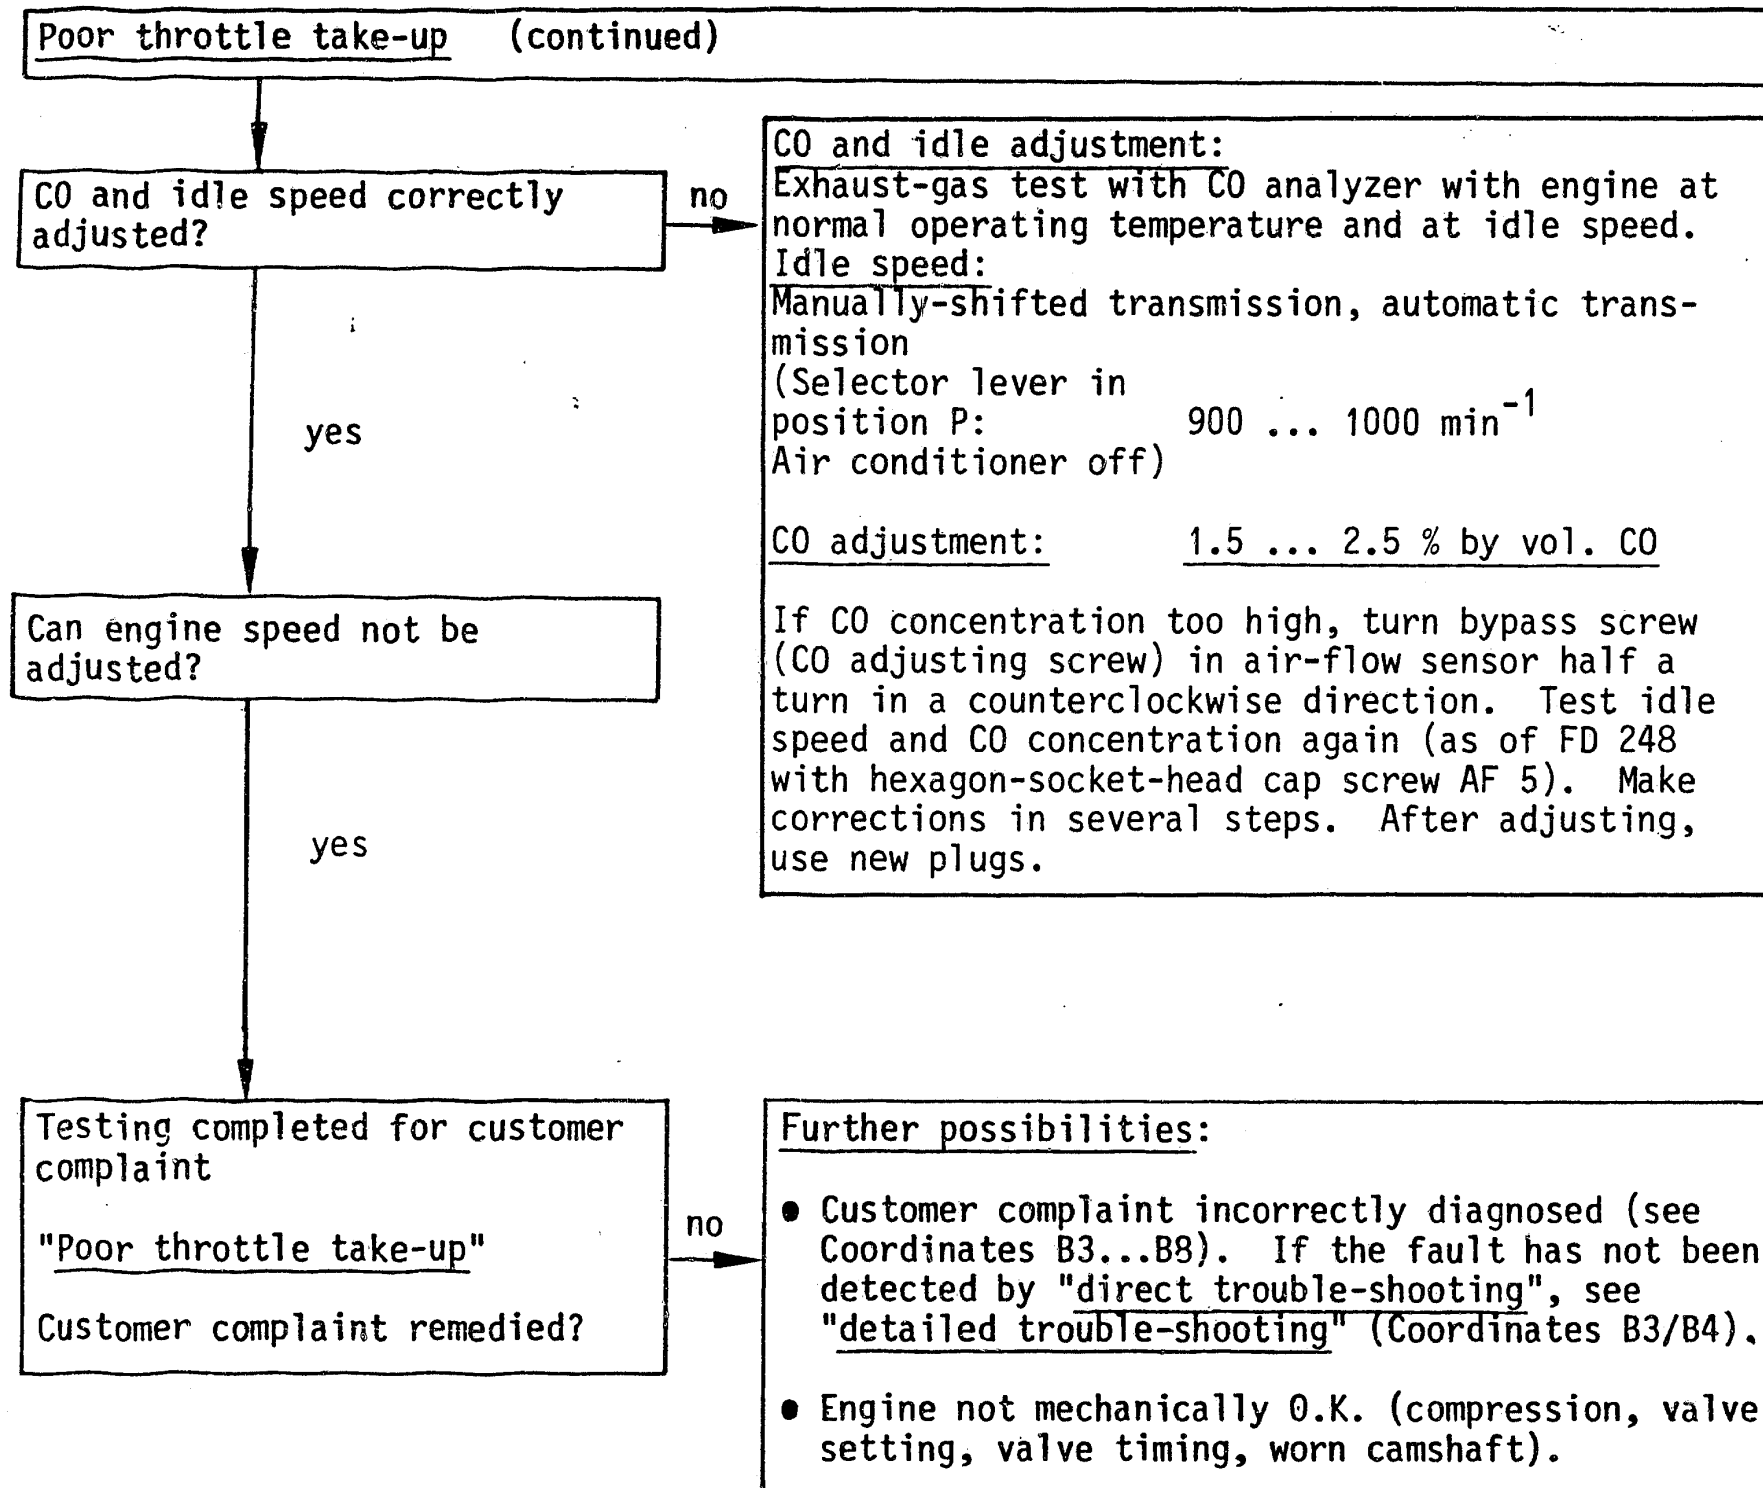 Poor throttle take-up (continued)
CO and idle speed correctly
adjusted?
no
CO and idle adjustment:
Exhaust-gas test with CO analyzer with engine at
normal operating temperature and at idle speed.
Idle speed:
Manually-shifted transmission, automatic trans-
mission
(Selector lever in
position P: 900 ... 1000 min⁻¹
Air conditioner off)
CO adjustment: 1.5 ... 2.5 % by vol. CO
If CO concentration too high, turn bypass screw
(CO adjusting screw) in air-flow sensor half a
turn in a counterclockwise direction. Test idle
speed and CO concentration again (as of FD 248
with hexagon-socket-head cap screw AF 5). Make
corrections in several steps. After adjusting,
use new plugs.
yes
Can engine speed not be
adjusted?
yes
Testing completed for customer
complaint
"Poor throttle take-up"
Customer complaint remedied?
no
Further possibilities:
● Customer complaint incorrectly diagnosed (see
Coordinates B3...B8). If the fault has not been
detected by "direct trouble-shooting", see
"detailed trouble-shooting" (Coordinates B3/B4).
● Engine not mechanically O.K. (compression, valve
setting, valve timing, worn camshaft).